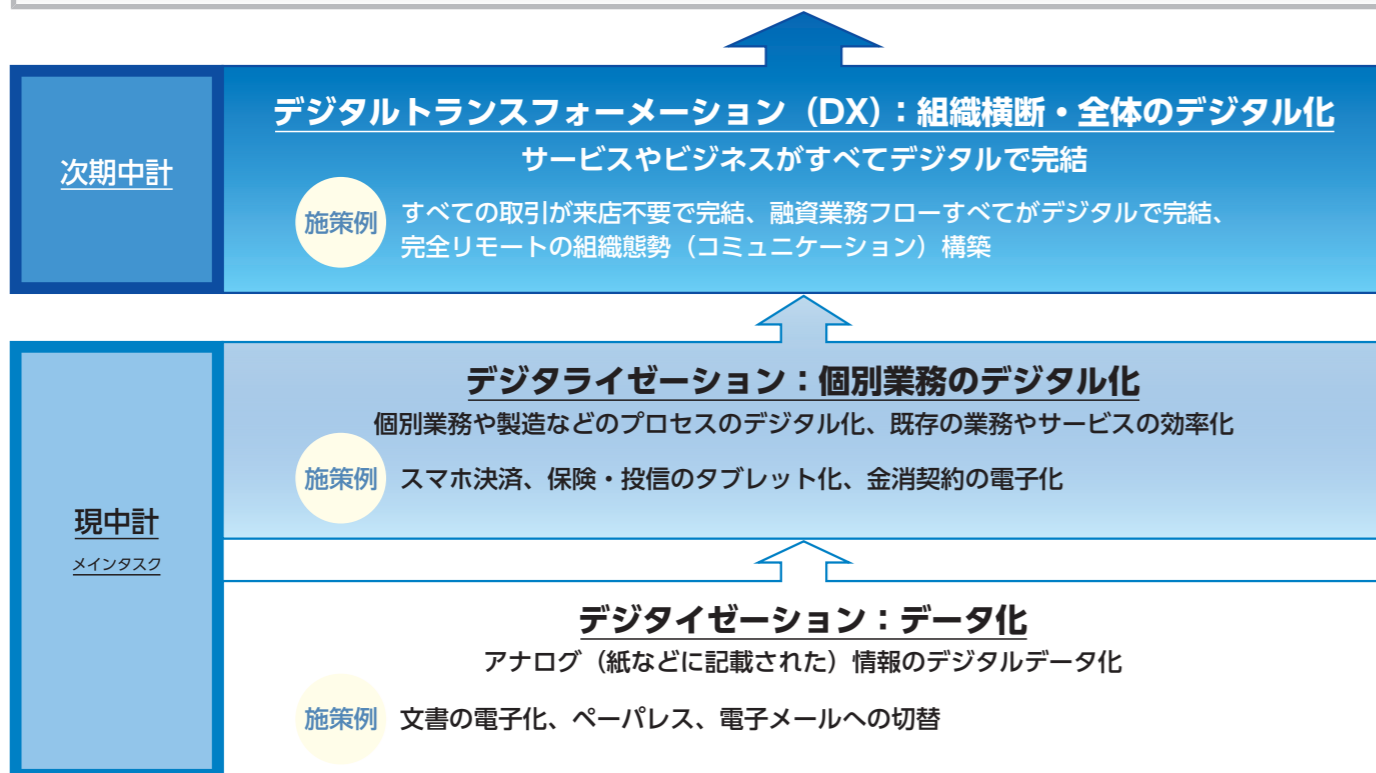 次期中計
デジタルトランスフォーメーション（DX）：組織横断・全体のデジタル化
サービスやビジネスがすべてデジタルで完結
施策例
すべての取引が来店不要で完結、融資業務フローすべてがデジタルで完結、
完全リモートの組織態勢（コミュニケーション）構築
現中計
メインタスク
デジタライゼーション：個別業務のデジタル化
個別業務や製造などのプロセスのデジタル化、既存の業務やサービスの効率化
施策例
スマホ決済、保険・投信のタブレット化、金消契約の電子化
デジタイゼーション：データ化
アナログ（紙などに記載された）情報のデジタルデータ化
施策例
文書の電子化、ペーパレス、電子メールへの切替